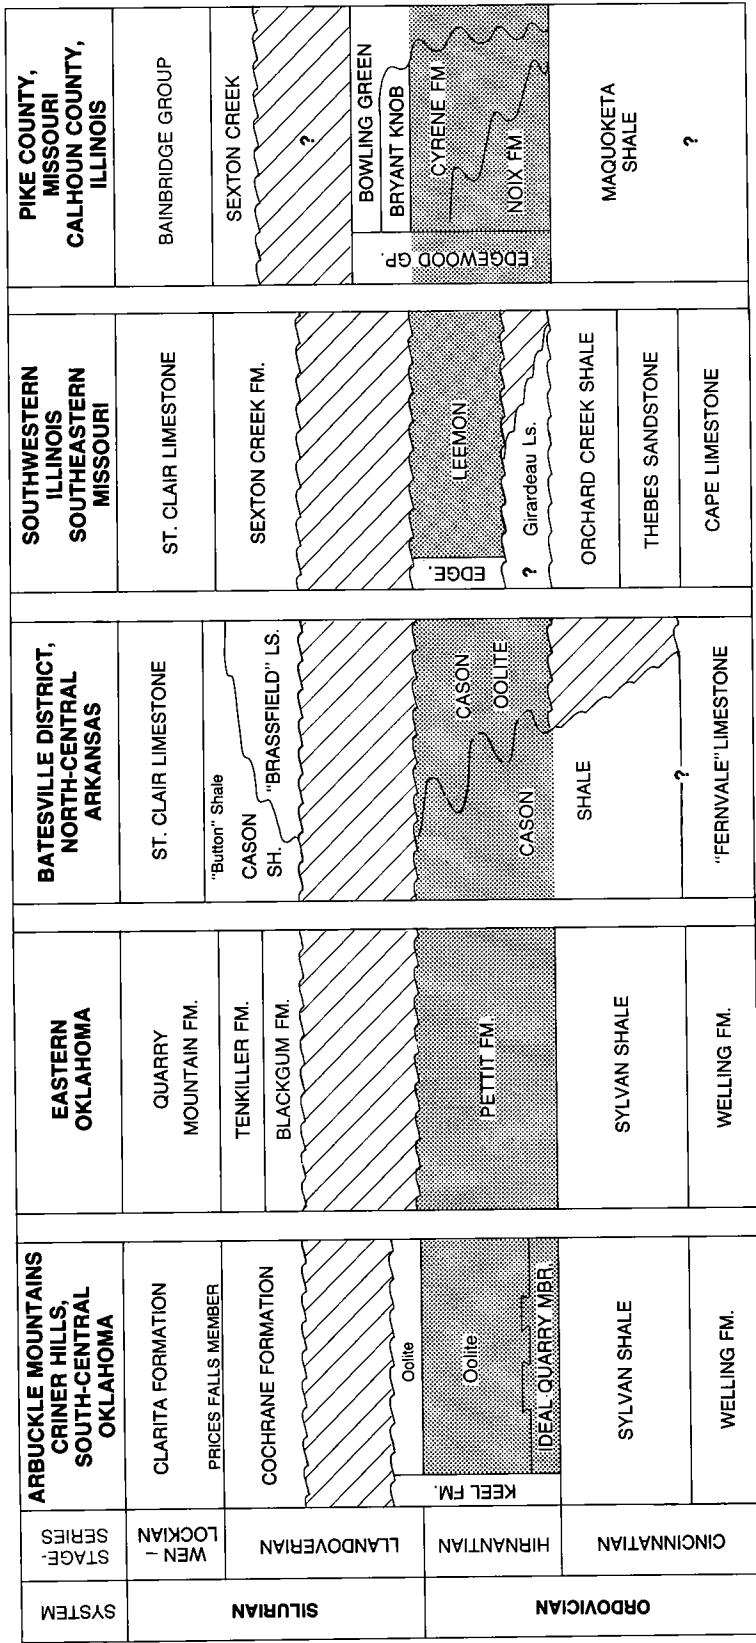 SYSTEM
STAGE-
SERIES
ARBUCKLE MOUNTAINS
CRINER HILLS,
SOUTH-CENTRAL
OKLAHOMA
EASTERN
OKLAHOMA
BATESVILLE DISTRICT,
NORTH-CENTRAL
ARKANSAS
SOUTHWESTERN
ILLINOIS
SOUTHEASTERN
MISSOURI
PIKE COUNTY,
MISSOURI
CALHOUN COUNTY,
ILLINOIS
SILURIAN
ORDOVICIAN
WEN –
LOCKIAN
LLANDOVERIAN
HIRNANTIAN
CINCINNATIAN
CLARITA FORMATION
PRICES FALLS MEMBER
COCHRANE FORMATION
Oolite
KEEL FM.
Oolite
IDEAL QUARRY MBR.
SYLVAN SHALE
WELLING FM.
QUARRY
MOUNTAIN FM.
TENKILLER FM.
BLACKGUM FM.
PETTIT FM.
SYLVAN SHALE
WELLING FM.
ST. CLAIR LIMESTONE
"Button" Shale
CASON
SH.
"BRASSFIELD" LS.
CASON
OOLITE
CASON
SHALE
?
"FERNVALE" LIMESTONE
ST. CLAIR LIMESTONE
SEXTON CREEK FM.
EDGE.
LEEMON
? Girardeau Ls.
ORCHARD CREEK SHALE
THEBES SANDSTONE
CAPE LIMESTONE
BAINBRIDGE GROUP
SEXTON CREEK
?
BOWLING GREEN
BRYANT KNOB
EDGEWOOD GP.
CYRENE FM
NOIX FM
MAQUOKETA
SHALE
?